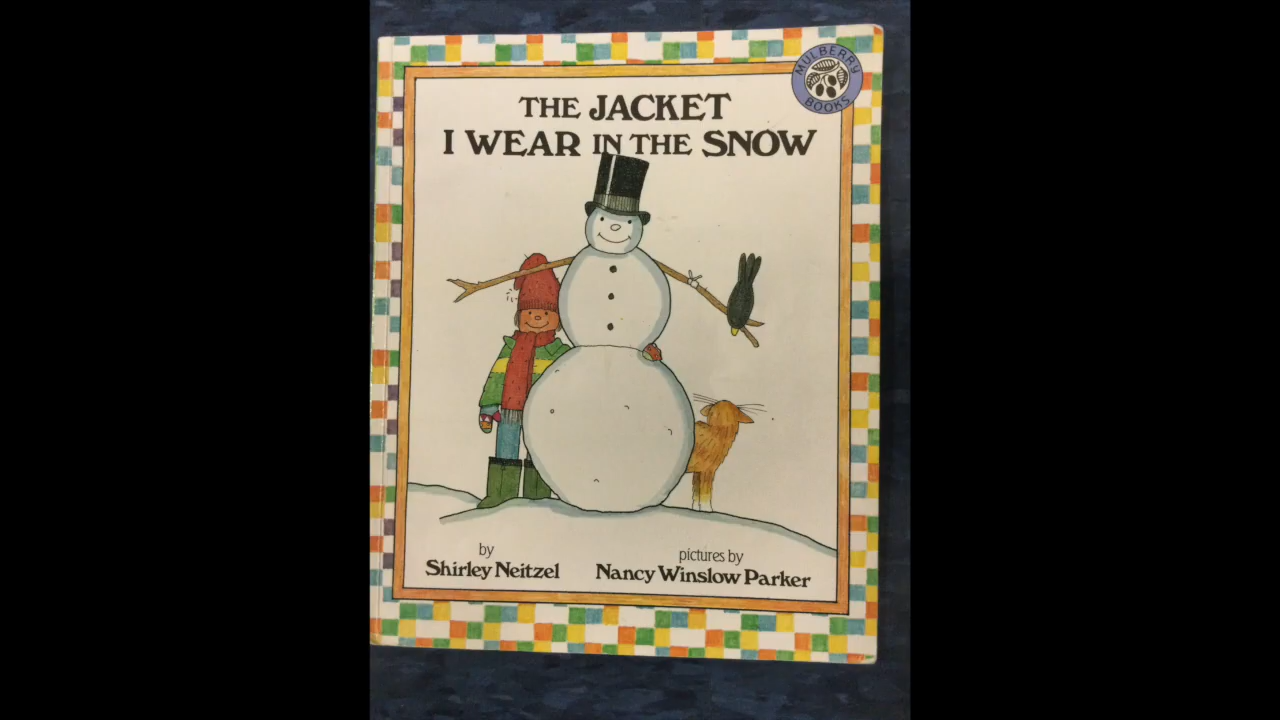 MULBERRY
BOOKS
THE JACKET
I WEAR IN THE SNOW
by
Shirley Neitzel
pictures by
Nancy Winslow Parker